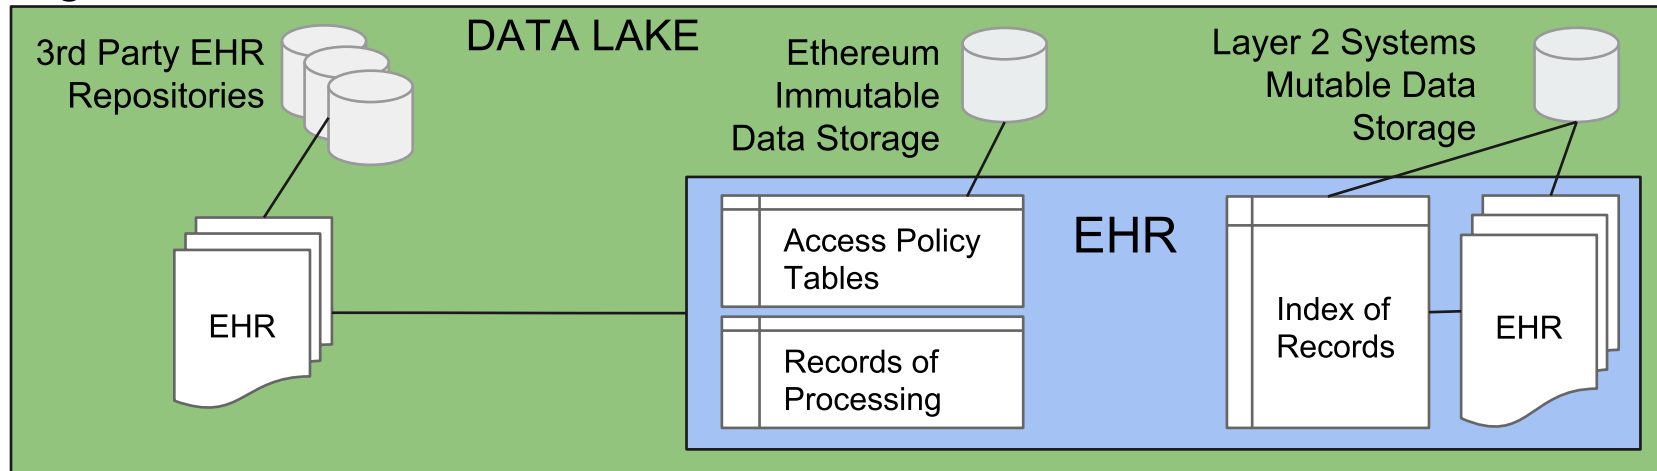 DATA LAKE
3rd Party EHR
Repositories
Ethereum
Immutable
Data Storage
Layer 2 Systems
Mutable Data
Storage
EHR
EHR
Access Policy
Tables
Records of
Processing
Index of
Records
EHR